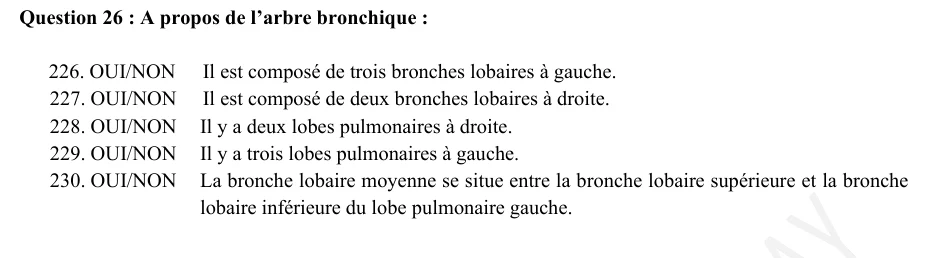 Question 26 : A propos de l’arbre bronchique :
226. OUI/NON Il est composé de trois bronches lobaires à gauche.
227. OUI/NON Il est composé de deux bronches lobaires à droite.
228. OUI/NON Il y a deux lobes pulmonaires à droite.
229. OUI/NON Il y a trois lobes pulmonaires à gauche.
230. OUI/NON La bronche lobaire moyenne se situe entre la bronche lobaire supérieure et la bronche
lobaire inférieure du lobe pulmonaire gauche.